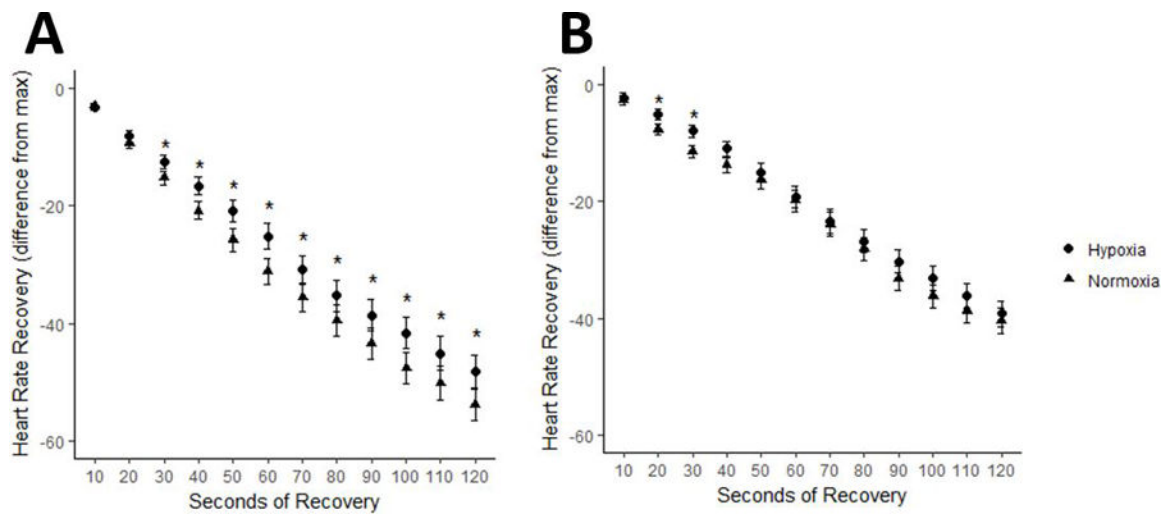 A
Heart Rate Recovery (difference from max)
0
-20
-40
-60
* * * * * * * * * *
10 20 30 40 50 60 70 80 90 100 110 120
Seconds of Recovery
B
Heart Rate Recovery (difference from max)
0
-20
-40
-60
* *
10 20 30 40 50 60 70 80 90 100 110 120
Seconds of Recovery
Hypoxia
Normoxia